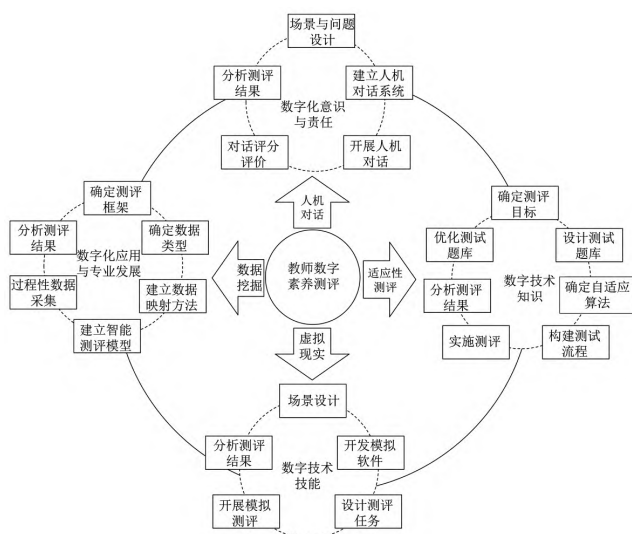 场景与问题
设计
分析测评
结果
建立人机
对话系统
数字化意识
与责任
对话评分
评价
开展人机
对话
人机
对话
确定测评
框架
分析测评
结果
确定数据
类型
数字化应用
与专业发展
过程性数据
采集
建立数据
映射方法
建立智能
测评模型
数据
挖掘
教师数字
素养测评
适应性
测评
确定测评
目标
优化测试
题库
设计测试
题库
数字技术
知识
分析测评
结果
确定自适应
算法
实施测评
构建测试
流程
虚拟
现实
场景设计
分析测评
结果
开发模拟
软件
数字技术
技能
开展模拟
测评
设计测评
任务